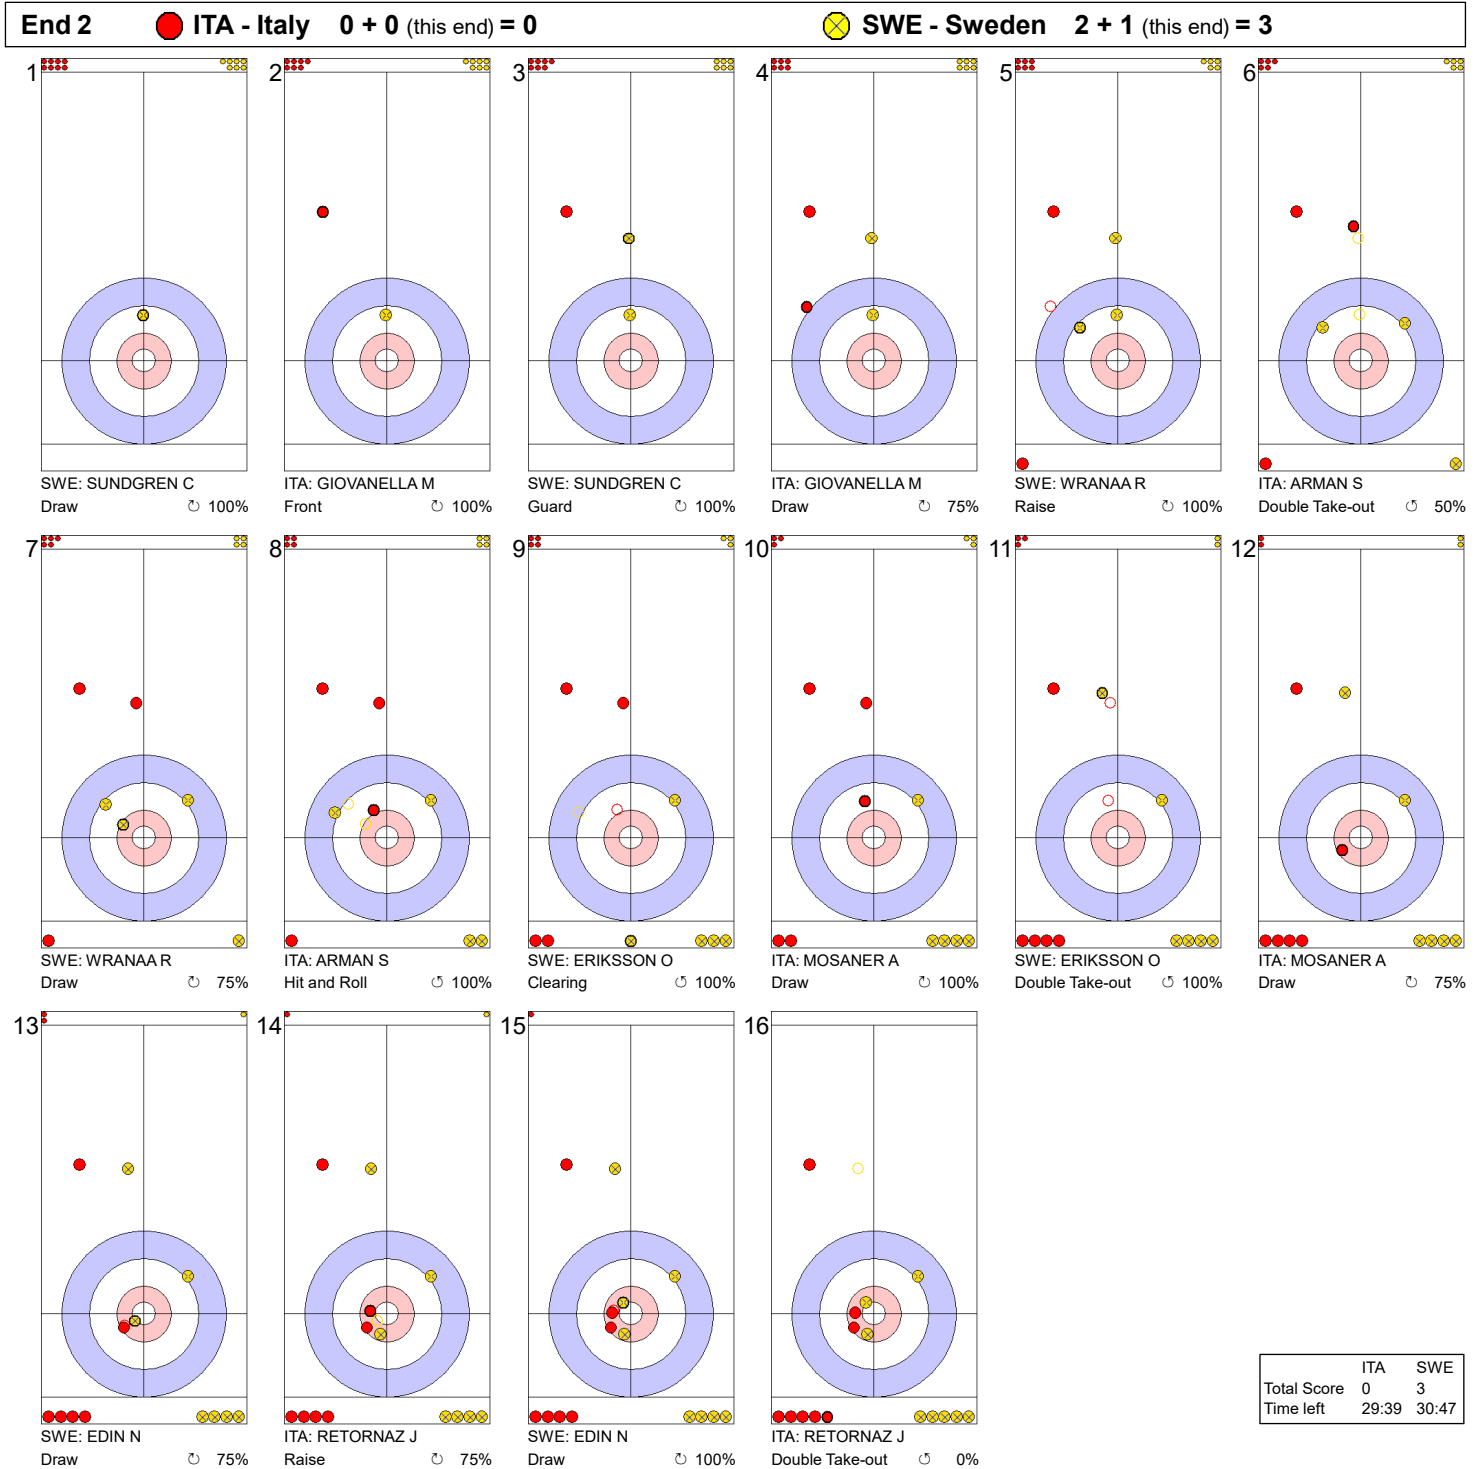 End 2 ITA - Italy 0 + 0 (this end) = 0 SWE - Sweden 2 + 1 (this end) = 3
1 2 3 4 5 6
SWE: SUNDGREN C ITA: GIOVANELLA M SWE: SUNDGREN C ITA: GIOVANELLA M SWE: WRANAA R ITA: ARMAN S
Draw ↻ 100% Front ↻ 100% Guard ↻ 100% Draw ↻ 75% Raise ↻ 100% Double Take-out ↺ 50%
7 8 9 10 11 12
SWE: WRANAA R ITA: ARMAN S SWE: ERIKSSON O ITA: MOSANER A SWE: ERIKSSON O ITA: MOSANER A
Draw ↻ 75% Hit and Roll ↺ 100% Clearing ↺ 100% Draw ↻ 100% Double Take-out ↺ 100% Draw ↻ 75%
13 14 15 16
SWE: EDIN N ITA: RETORNAZ J SWE: EDIN N ITA: RETORNAZ J
Draw ↻ 75% Raise ↻ 75% Draw ↻ 100% Double Take-out ↺ 0%
ITA SWE
Total Score 0 3
Time left 29:39 30:47